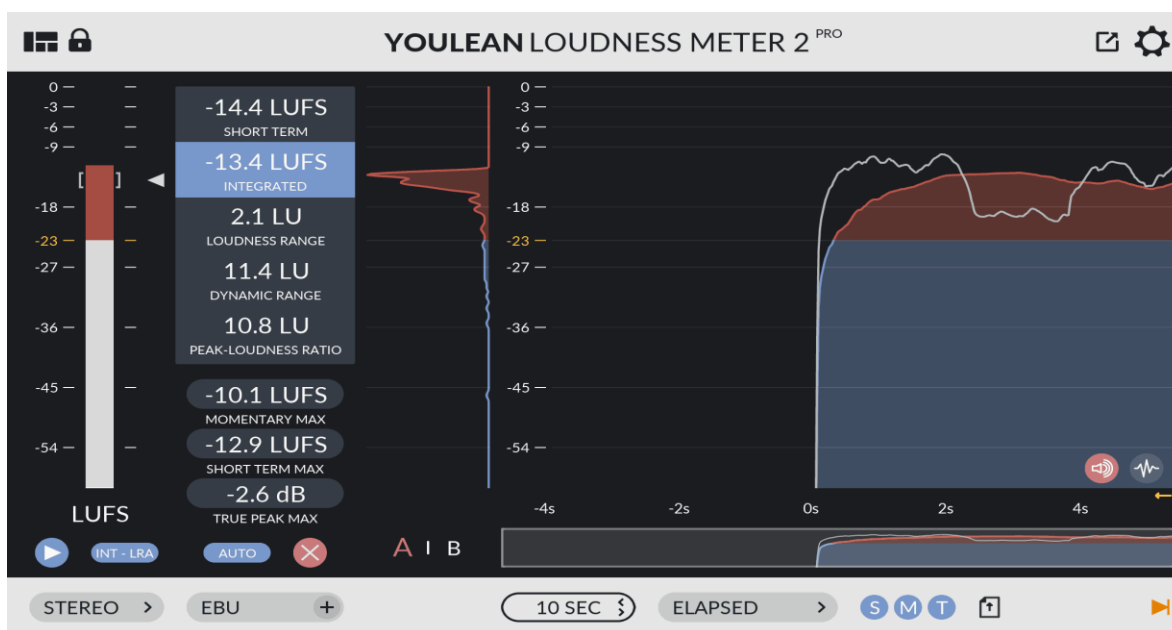 YOULEAN LOUDNESS METER 2 PRO
0
-3
-6
-9
-18
-23
-27
-36
-45
-54
LUFS
-14.4 LUFS
SHORT TERM
-13.4 LUFS
INTEGRATED
2.1 LU
LOUDNESS RANGE
11.4 LU
DYNAMIC RANGE
10.8 LU
PEAK-LOUDNESS RATIO
-10.1 LUFS
MOMENTARY MAX
-12.9 LUFS
SHORT TERM MAX
-2.6 dB
TRUE PEAK MAX
0
-3
-6
-9
-18
-23
-27
-36
-45
-54
-4s -2s 0s 2s 4s
INT - LRA AUTO A I B
STEREO EBU 10 SEC ELAPSED S M T